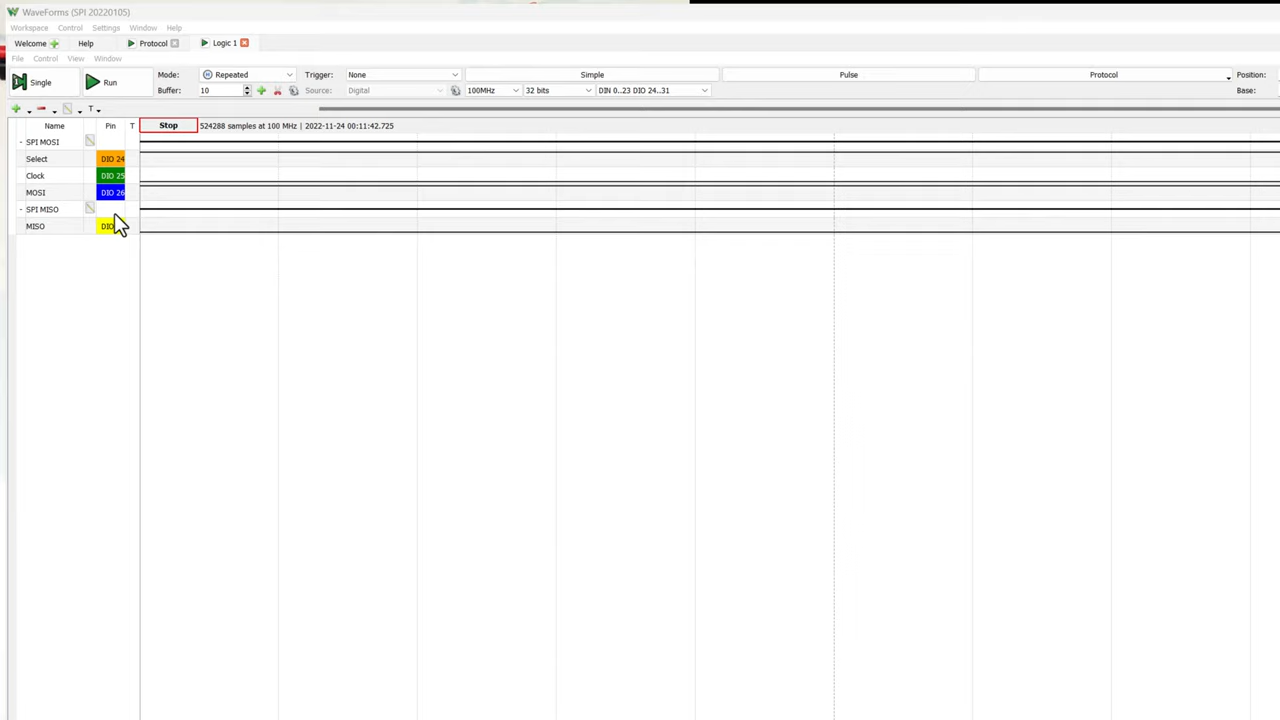 WaveForms (SPI 20220105)
Workspace Control Settings Window Help
Welcome Help Protocol Logic 1
File Control View Window
Single Run Mode: Repeated Trigger: None Simple Pulse Protocol Position:
Buffer: 10 Source: Digital 100MHz 32 bits DIN 0..23 DIO 24..31 Base:
T
Name Pin T Stop 524288 samples at 100 MHz | 2022-11-24 00:11:42.725
- SPI MOSI
Select DIO 24
Clock DIO 25
MOSI DIO 26
- SPI MISO
MISO DIO